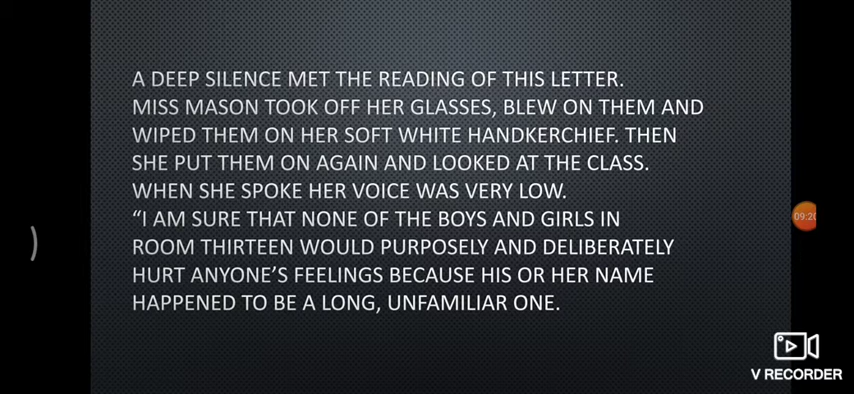 A DEEP SILENCE MET THE READING OF THIS LETTER.
MISS MASON TOOK OFF HER GLASSES, BLEW ON THEM AND
WIPED THEM ON HER SOFT WHITE HANDKERCHIEF. THEN
SHE PUT THEM ON AGAIN AND LOOKED AT THE CLASS.
WHEN SHE SPOKE HER VOICE WAS VERY LOW.
“I AM SURE THAT NONE OF THE BOYS AND GIRLS IN
ROOM THIRTEEN WOULD PURPOSELY AND DELIBERATELY
HURT ANYONE’S FEELINGS BECAUSE HIS OR HER NAME
HAPPENED TO BE A LONG, UNFAMILIAR ONE.
09:20
V RECORDER